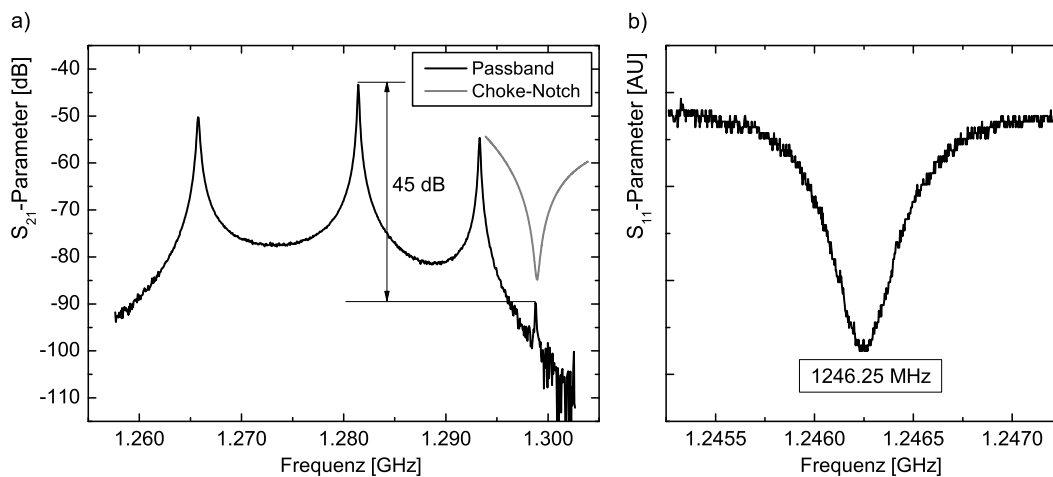 a)
S21-Parameter [dB]
-40
-50
-60
-70
-80
-90
-100
-110
Passband
Choke-Notch
45 dB
1.260
1.270
1.280
1.290
1.300
Frequenz [GHz]
b)
S11-Parameter [AU]
1246.25 MHz
1.2455
1.2460
1.2465
1.2470
Frequenz [GHz]